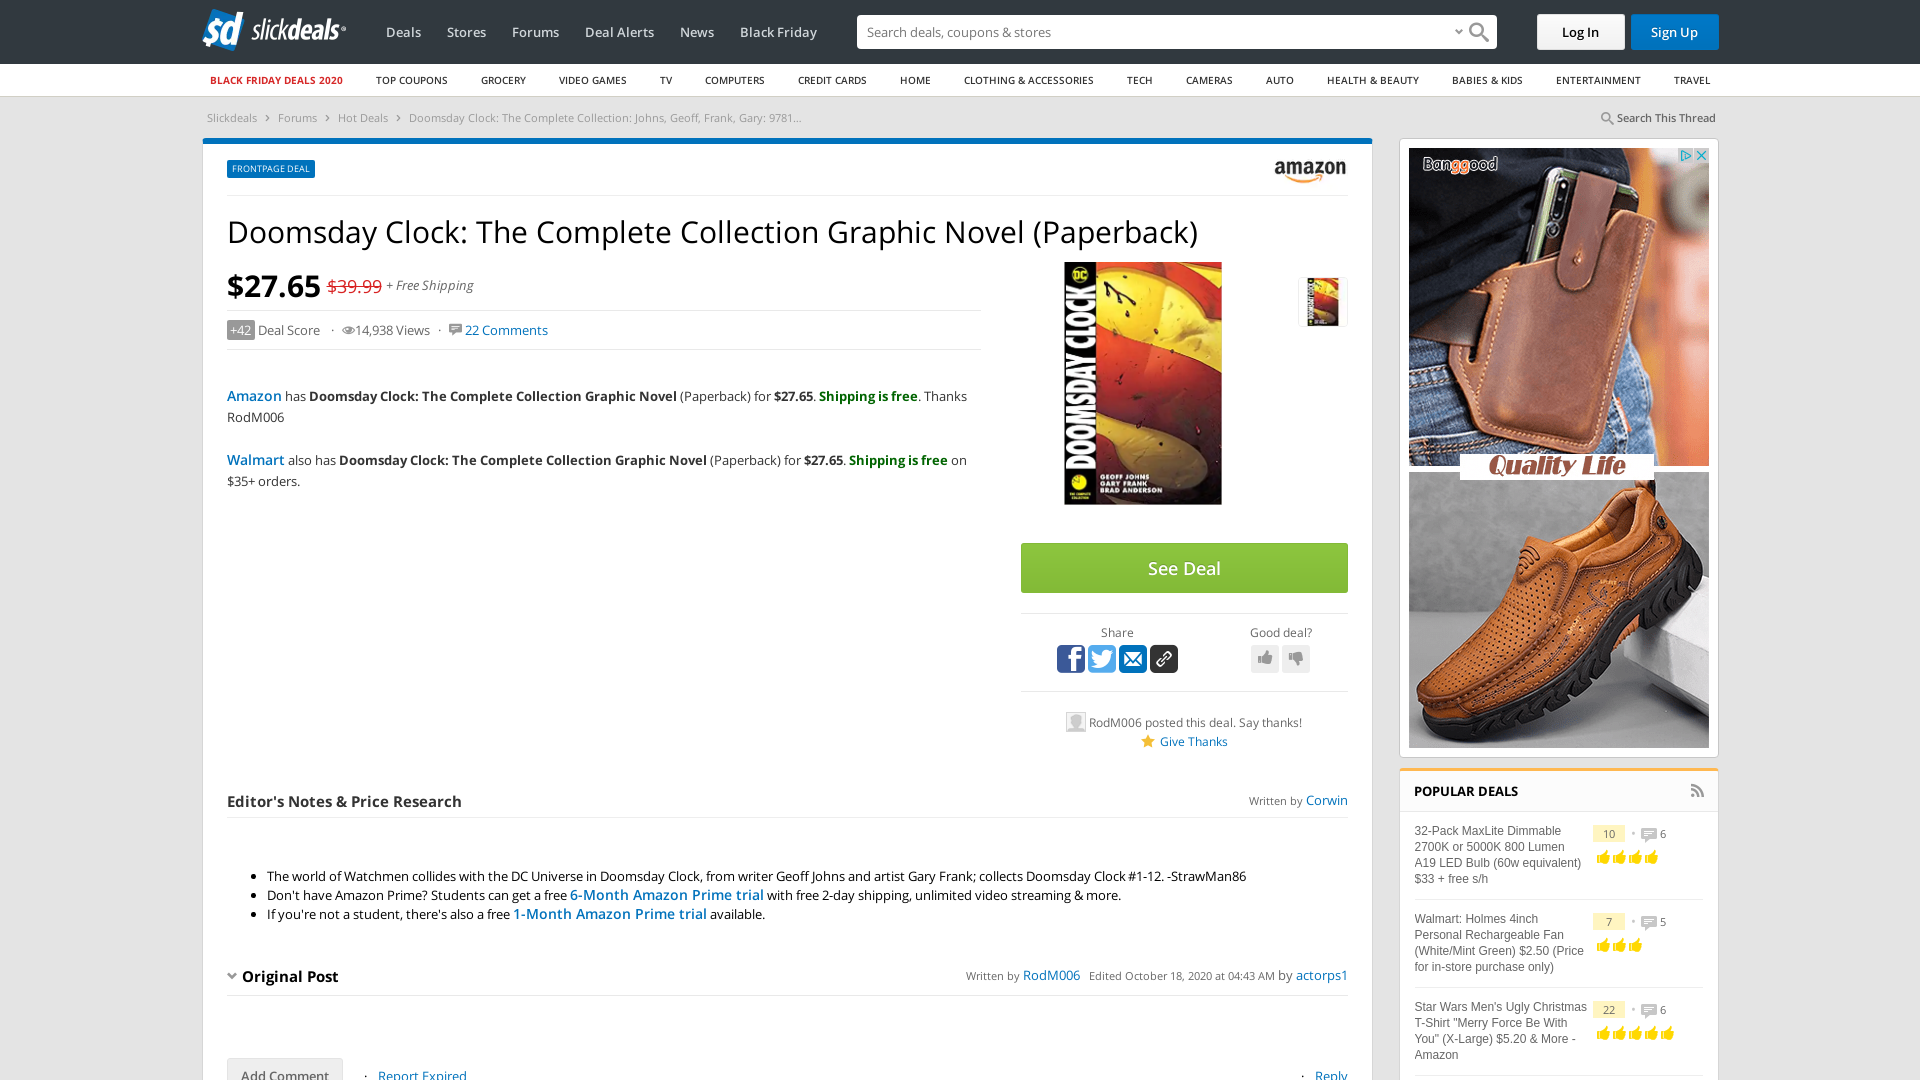 sd slickdeals
Deals Stores Forums Deal Alerts News Black Friday
Search deals, coupons & shares
Log In
Sign Up
BLACK FRIDAY DEALS 2020 TOP COUPONS GROCERY VIDEO GAMES TV COMPUTERS CREDIT CARDS HOME CLOTHING & ACCESSORIES TECH CAMERAS AUTO HEALTH & BEAUTY BABIES & KIDS ENTERTAINMENT TRAVEL
Slickdeals › Forums › Hot Deals › Doomsday Clock: The Complete Collection: Johns, Geoff, Frank, Gary: 9781...
Search This Thread
FRONTPAGE DEAL
amazon
Doomsday Clock: The Complete Collection Graphic Novel (Paperback)
$27.65 $39.99 + Free Shipping
+42 Deal Score · 14,938 Views · 22 Comments
Amazon has Doomsday Clock: The Complete Collection Graphic Novel (Paperback) for $27.65. Shipping is free. Thanks
RodM006
Walmart also has Doomsday Clock: The Complete Collection Graphic Novel (Paperback) for $27.65. Shipping is free on
$35+ orders.
DC
DOOMSDAY CLOCK
GEOFF JOHNS
GARY FRANK
BRAD ANDERSON
See Deal
Share
Good deal?
RodM006 posted this deal. Say thanks!
Give Thanks
Editor's Notes & Price Research
Written by Corwin
• The world of Watchmen collides with the DC Universe in Doomsday Clock, from writer Geoff Johns and artist Gary Frank; collects Doomsday Clock #1-12. -StrawMan86
• Don't have Amazon Prime? Students can get a free 6-Month Amazon Prime trial with free 2-day shipping, unlimited video streaming & more.
• If you're not a student, there's also a free 1-Month Amazon Prime trial available.
Original Post
Written by RodM006 Edited October 18, 2020 at 04:43 AM by actorps1
Add Comment · Report Expired
· Reply
Banggood
Quality Life
POPULAR DEALS
32-Pack MaxLite Dimmable
2700K or 5000K 800 Lumen
A19 LED Bulb (60w equivalent)
$33 + free s/h
10 • 6
Walmart: Holmes 4inch
Personal Rechargeable Fan
(White/Mint Green) $2.50 (Price
for in-store purchase only)
7 • 5
Star Wars Men's Ugly Christmas
T-Shirt "Merry Force Be With
You" (X-Large) $5.20 & More -
Amazon
22 • 6